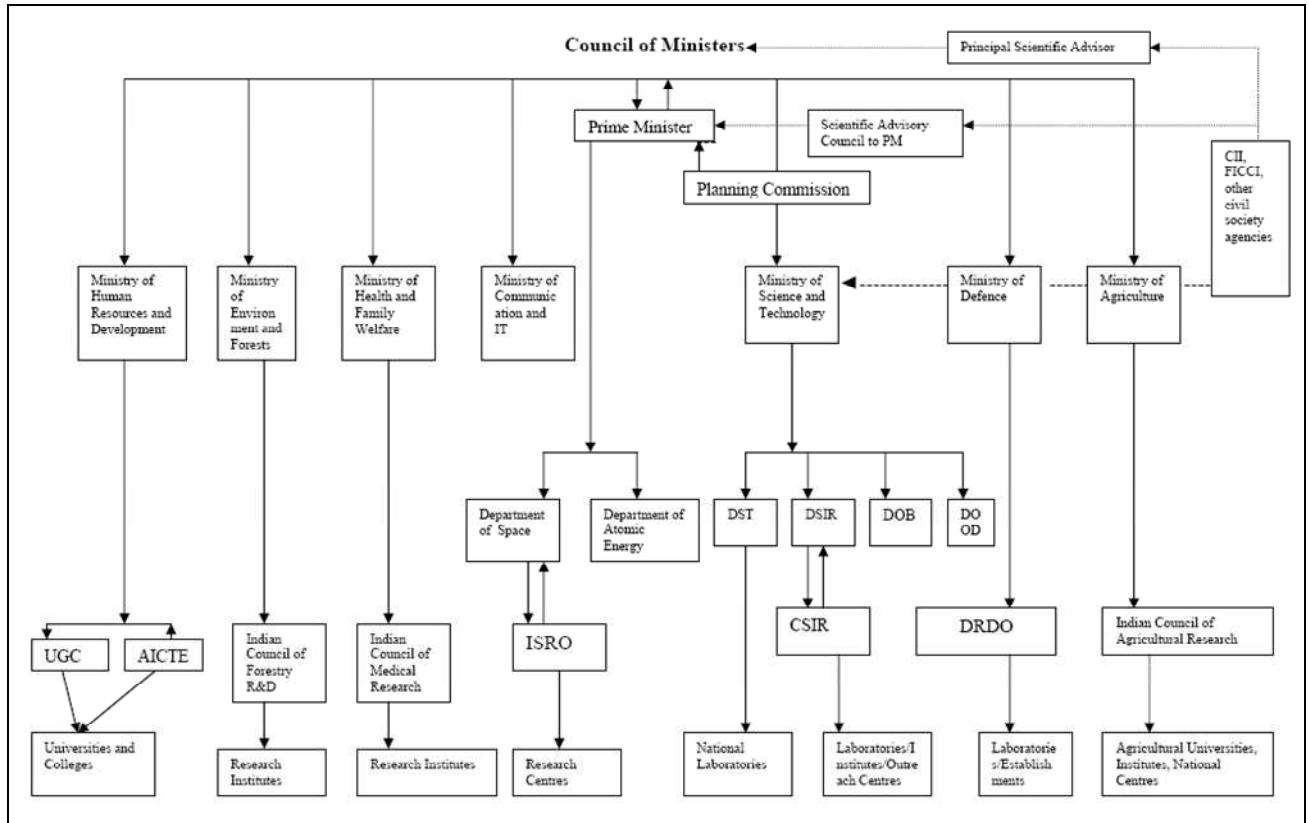 Council of Ministers
Principal Scientific Advisor
Prime Minister
Scientific Advisory
Council to PM
CII,
FICCI,
other
civil
society
agencies
Planning Commission
Ministry of
Human
Resources and
Development
Ministry
of
Environ
ment and
Forests
Ministry of
Health and
Family
Welfare
Ministry of
Communic
ation and
IT
Ministry of
Science and
Technology
Ministry of
Defence
Ministry of
Agriculture
Department
of Space
Department of
Atomic
Energy
DST
DSIR
DOB
DO
OD
UGC
AICTE
Indian
Council of
Forestry
R&D
Indian
Council of
Medical
Research
ISRO
CSIR
DRDO
Indian Council of
Agricultural Research
Universities and
Colleges
Research
Institutes
Research Institutes
Research
Centres
National
Laboratories
Laboratories/I
nstitutes/Outre
ach Centres
Laboratorie
s/Establish
ments
Agricultural Universities,
Institutes, National
Centres